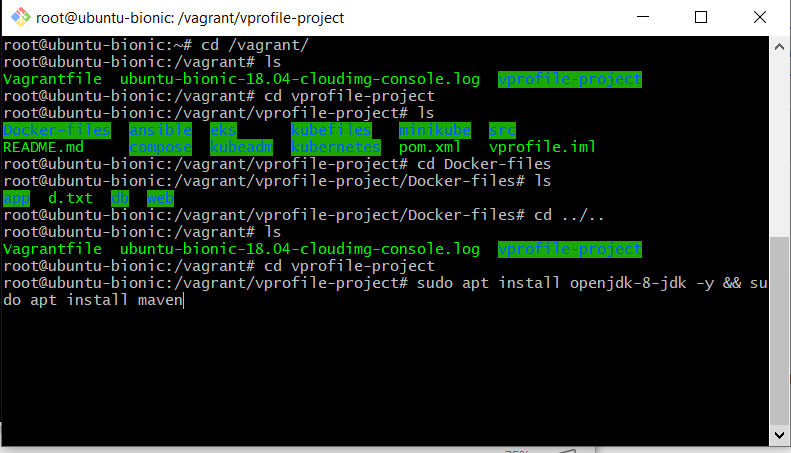 root@ubuntu-bionic: /vagrant/vprofile-project
root@ubuntu-bionic:~# cd /vagrant/
root@ubuntu-bionic:/vagrant# ls
Vagrantfile  ubuntu-bionic-18.04-cloudimg-console.log  vprofile-project
root@ubuntu-bionic:/vagrant# cd vprofile-project
root@ubuntu-bionic:/vagrant/vprofile-project# ls
Docker-files  ansible  eks      kubefiles   minikube  src
README.md     compose  kubeadm  kubernetes  pom.xml   vprofile.iml
root@ubuntu-bionic:/vagrant/vprofile-project# cd Docker-files
root@ubuntu-bionic:/vagrant/vprofile-project/Docker-files# ls
app  d.txt  db  web
root@ubuntu-bionic:/vagrant/vprofile-project/Docker-files# cd ../..
root@ubuntu-bionic:/vagrant# ls
Vagrantfile  ubuntu-bionic-18.04-cloudimg-console.log  vprofile-project
root@ubuntu-bionic:/vagrant# cd vprofile-project
root@ubuntu-bionic:/vagrant/vprofile-project# sudo apt install openjdk-8-jdk -y && su
do apt install maven